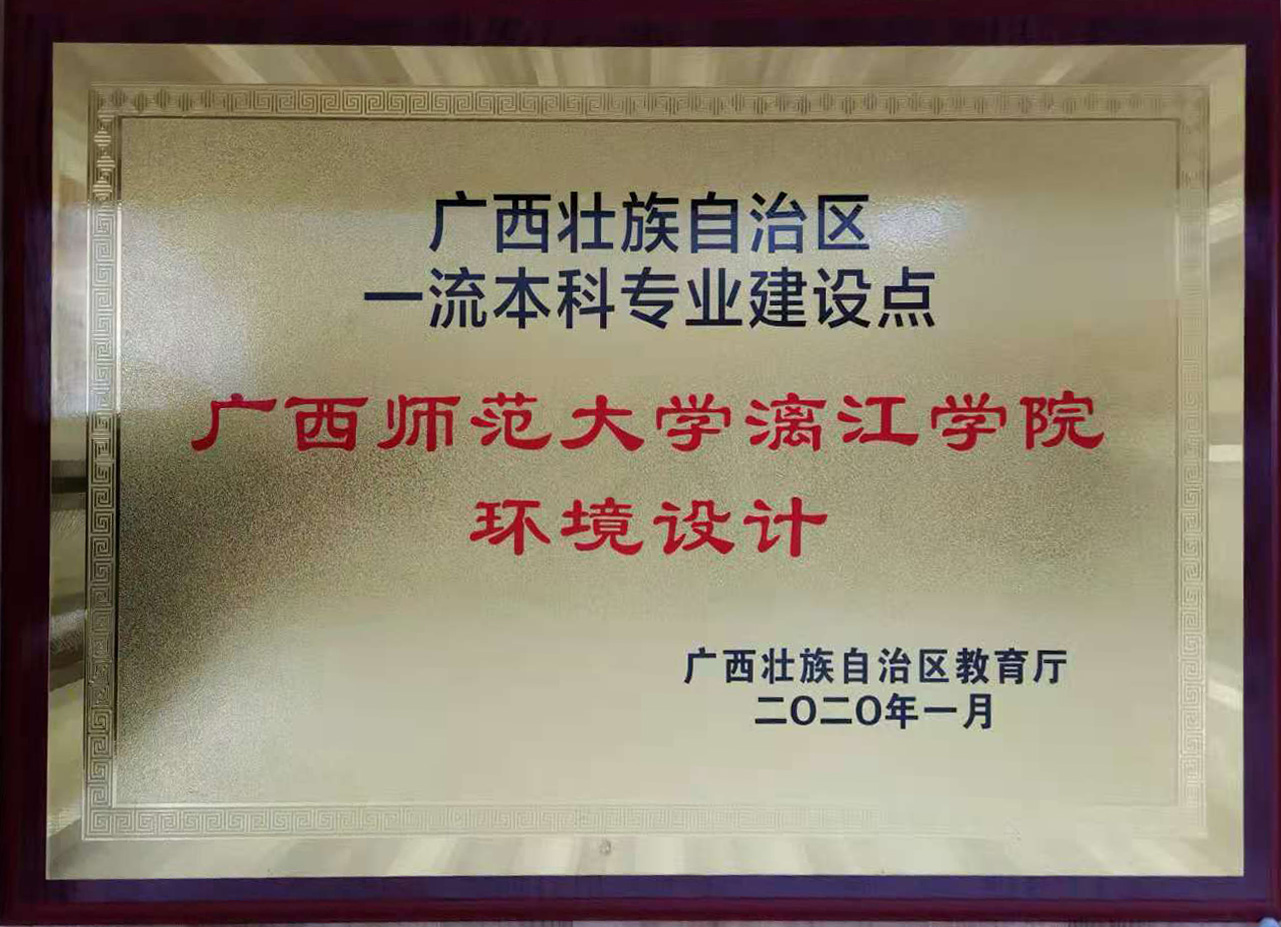 广西壮族自治区
一流本科专业建设点
广西师范大学漓江学院
环境设计
广西壮族自治区教育厅
二〇二〇年一月